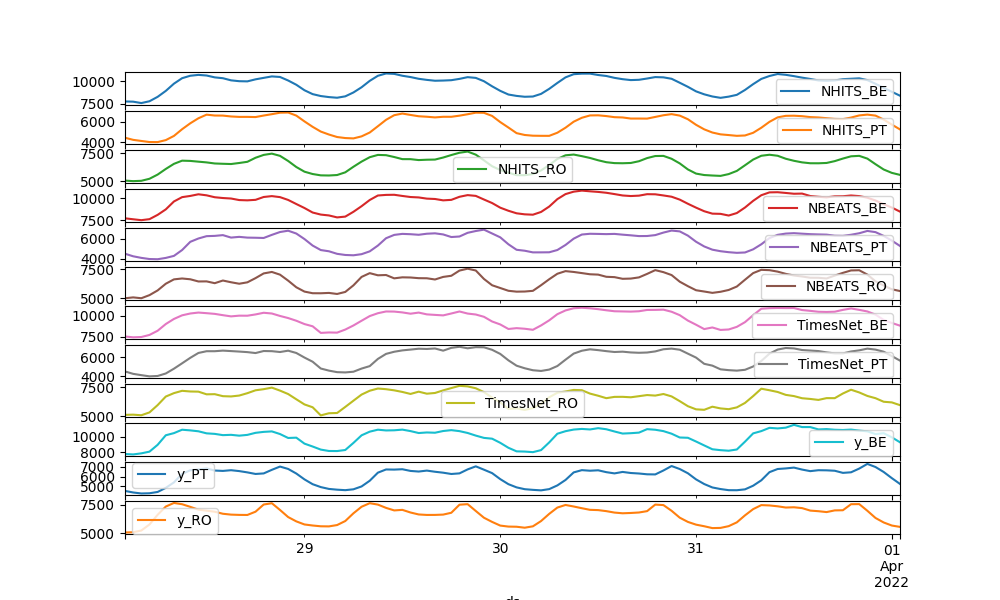 10000
7500
NHITS_BE
6000
4000
NHITS_PT
7500
5000
NHITS_RO
10000
7500
NBEATS_BE
6000
4000
NBEATS_PT
7500
5000
NBEATS_RO
10000
7500
TimesNet_BE
6000
4000
TimesNet_PT
7500
5000
TimesNet_RO
10000
8000
y_BE
7000
6000
5000
y_PT
7500
5000
y_RO
29
30
31
01
Apr
2022